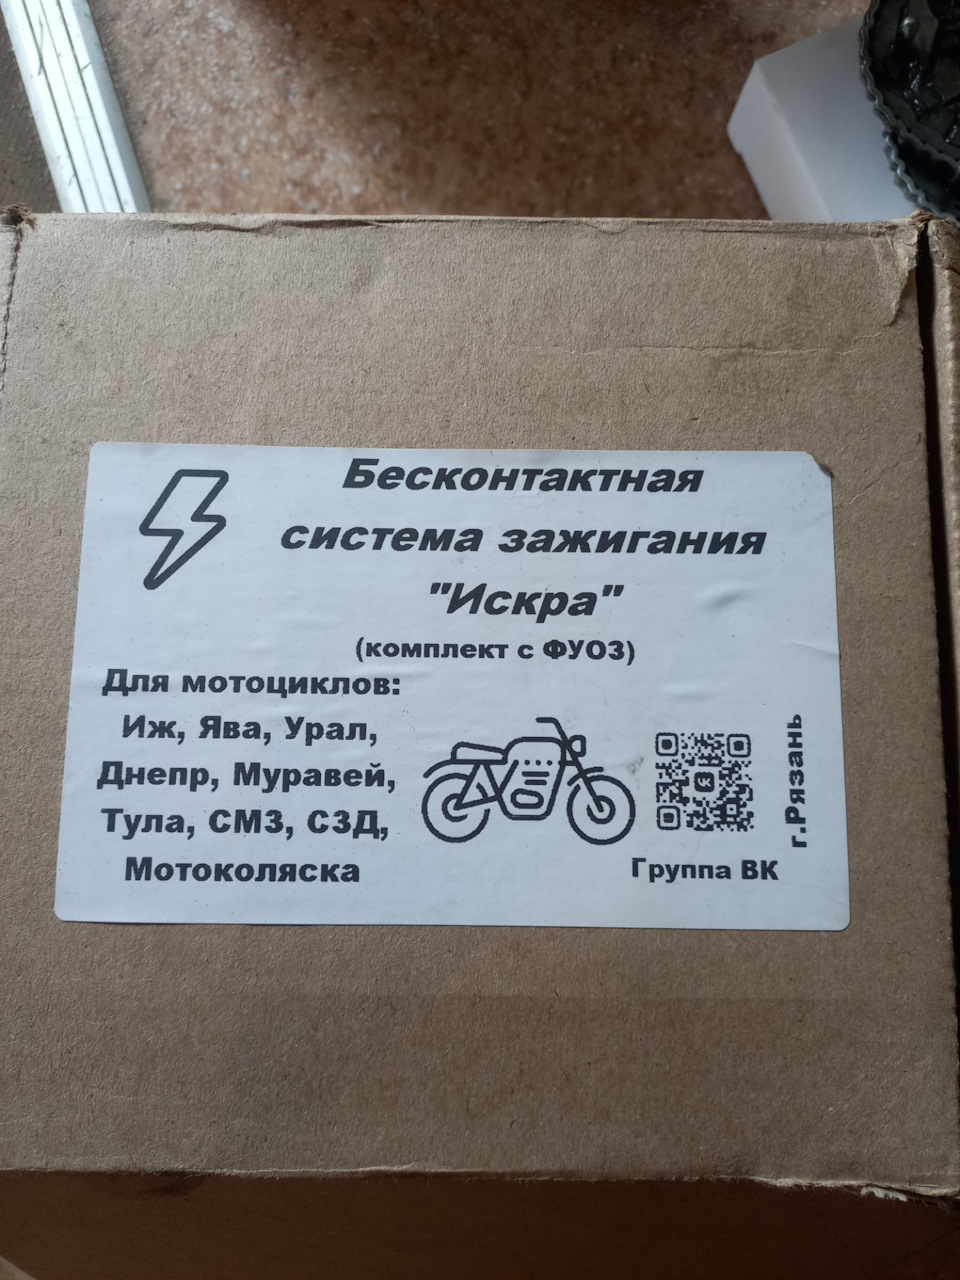 Бесконтактная
система зажигания
"Искра"
(комплект с ФУОЗ)
Для мотоциклов:
Иж, Ява, Урал,
Днепр, Муравей,
Тула, СМЗ, СЗД,
Мотоколяска
г.Рязань
Группа ВК